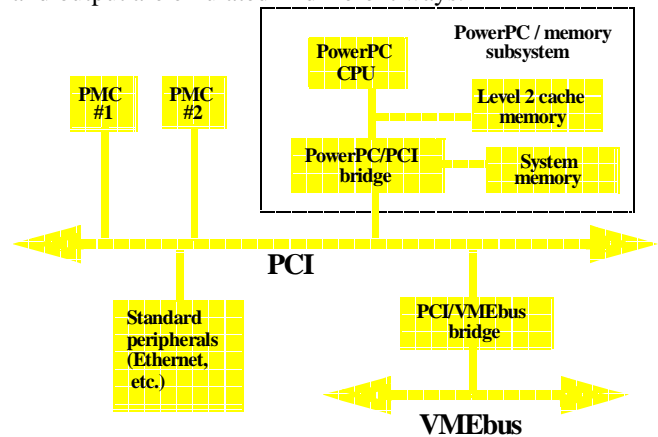 PowerPC / memory
subsystem
PowerPC
CPU
PMC
#1
PMC
#2
Level 2 cache
memory
PowerPC/PCI
bridge
System
memory
PCI
Standard
peripherals
(Ethernet,
etc.)
PCI/VMEbus
bridge
VMEbus